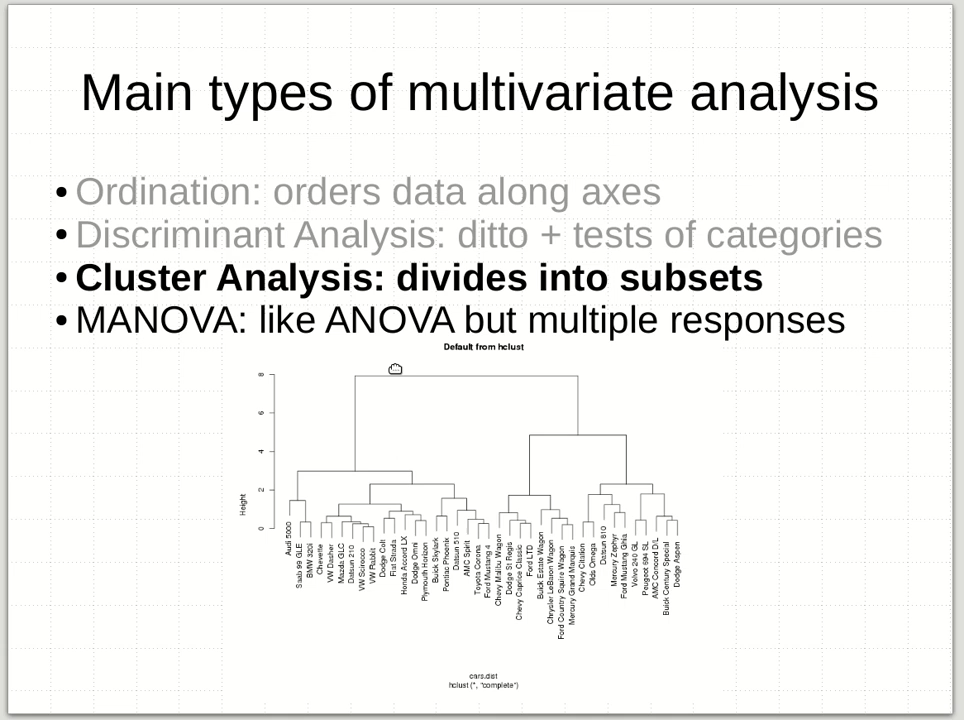 Main types of multivariate analysis
• Ordination: orders data along axes
• Discriminant Analysis: ditto + tests of categories
• Cluster Analysis: divides into subsets
• MANOVA: like ANOVA but multiple responses
Default from hclust
8
6
4
2
0
Height
Audi 5000
Saab 99 GLE
BMW 320i
Chevette
VW Dasher
Mazda GLC
Datsun 210
VW Scirocco
VW Rabbit
Dodge Colt
Fiat Strada
Honda Accord LX
Dodge Omni
Plymouth Horizon
Buick Skylark
Pontiac Phoenix
Datsun 510
AMC Spirit
Toyota Corona
Ford Mustang 4
Chevy Malibu Wagon
Dodge St Regis
Chevy Caprice Classic
Ford LTD
Buick Estate Wagon
Chrysler LeBaron Wagon
Ford Country Squire Wagon
Mercury Grand Marquis
Chevy Citation
Olds Omega
Datsun 810
Mercury Zephyr
Ford Mustang Ghia
Volvo 240 GL
Peugeot 694 SL
AMC Concord D/L
Buick Century Special
Dodge Aspen
cars.dist
hclust (*, "complete")